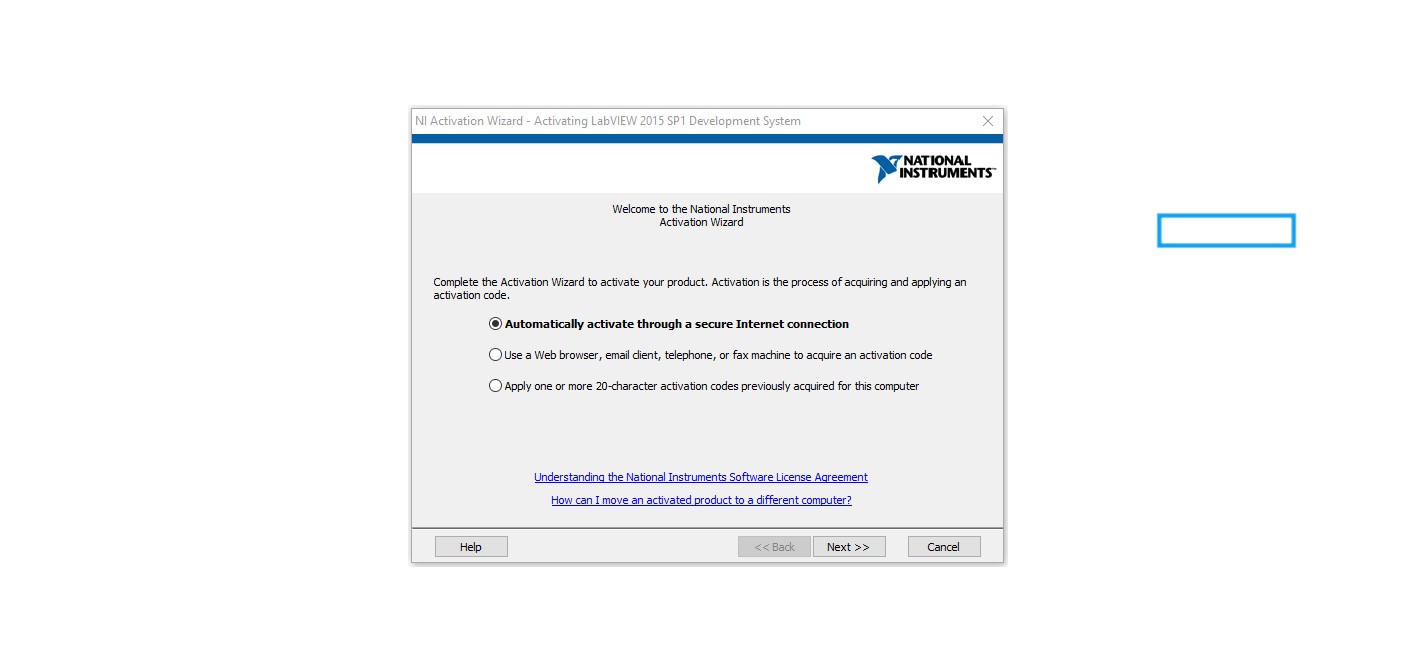 NI Activation Wizard - Activating LabVIEW 2015 SP1 Development System
NATIONAL
INSTRUMENTS™
Welcome to the National Instruments
Activation Wizard
Complete the Activation Wizard to activate your product. Activation is the process of acquiring and applying an
activation code.
Automatically activate through a secure Internet connection
Use a Web browser, email client, telephone, or fax machine to acquire an activation code
Apply one or more 20-character activation codes previously acquired for this computer
Understanding the National Instruments Software License Agreement
How can I move an activated product to a different computer?
Help
<< Back
Next >>
Cancel